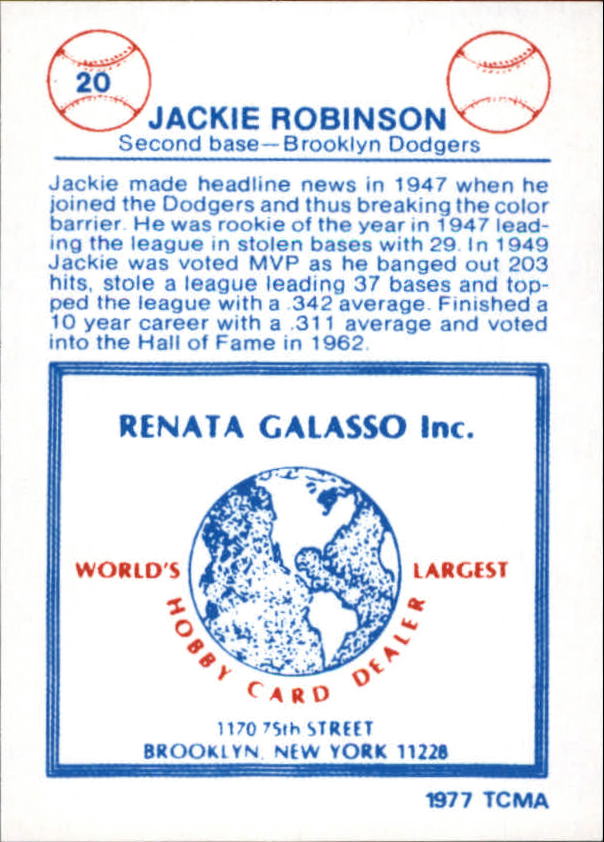 20
JACKIE ROBINSON
Second base—Brooklyn Dodgers
Jackie made headline news in 1947 when he
joined the Dodgers and thus breaking the color
barrier. He was rookie of the year in 1947 lead-
ing the league in stolen bases with 29. In 1949
Jackie was voted MVP as he banged out 203
hits, stole a league leading 37 bases and top-
ped the league with a .342 average. Finished a
10 year career with a .311 average and voted
into the Hall of Fame in 1962.
RENATA GALASSO Inc.
WORLD'S LARGEST
HOBBY CARD DEALER
1170 75th STREET
BROOKLYN, NEW YORK 11228
1977 TCMA